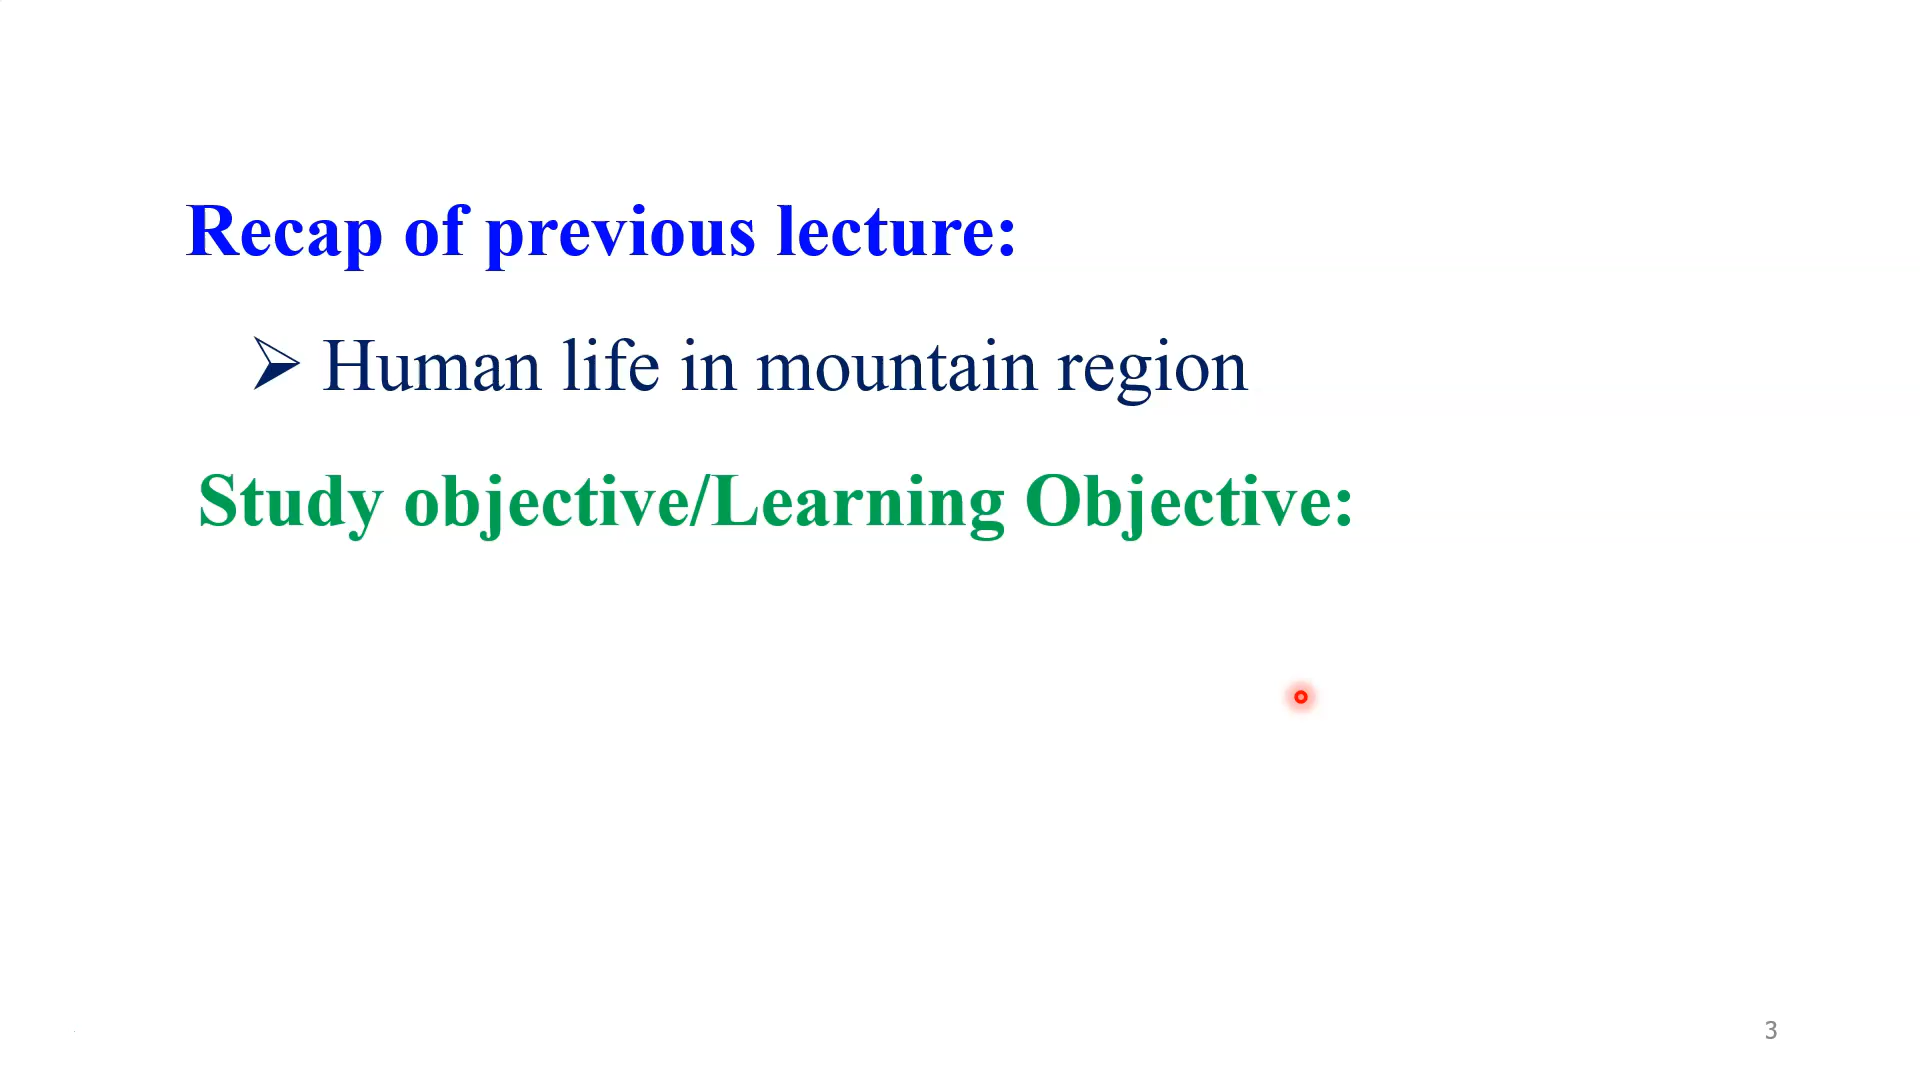 Recap of previous lecture:
➢ Human life in mountain region
Study objective/Learning Objective:
3